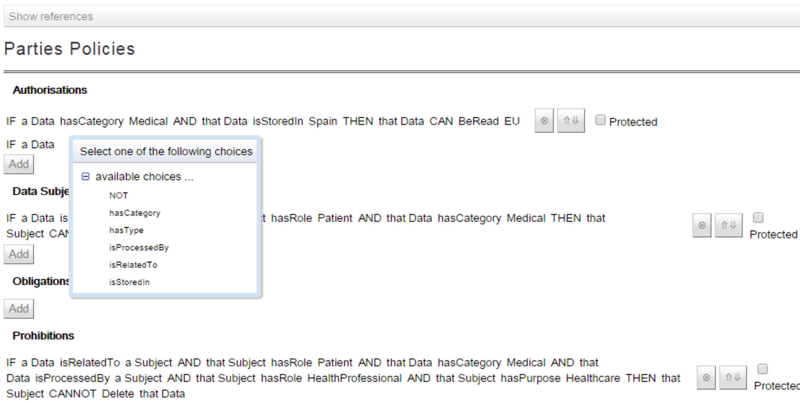 Show references
Parties Policies
Authorisations
IF a Data hasCategory Medical AND that Data isStoredIn Spain THEN that Data CAN BeRead EU
Protected
IF a Data
Add
Select one of the following choices
available choices ...
NOT
hasCategory
hasType
isProcessedBy
isRelatedTo
isStoredIn
Data Subje
IF a Data is t hasRole Patient AND that Data hasCategory Medical THEN that
Subject CAN
Protected
Add
Obligations
Add
Prohibitions
IF a Data isRelatedTo a Subject AND that Subject hasRole Patient AND that Data hasCategory Medical AND that
Data isProcessedBy a Subject AND that Subject hasRole HealthProfessional AND that Subject hasPurpose Healthcare THEN that
Subject CANNOT Delete that Data
Protected